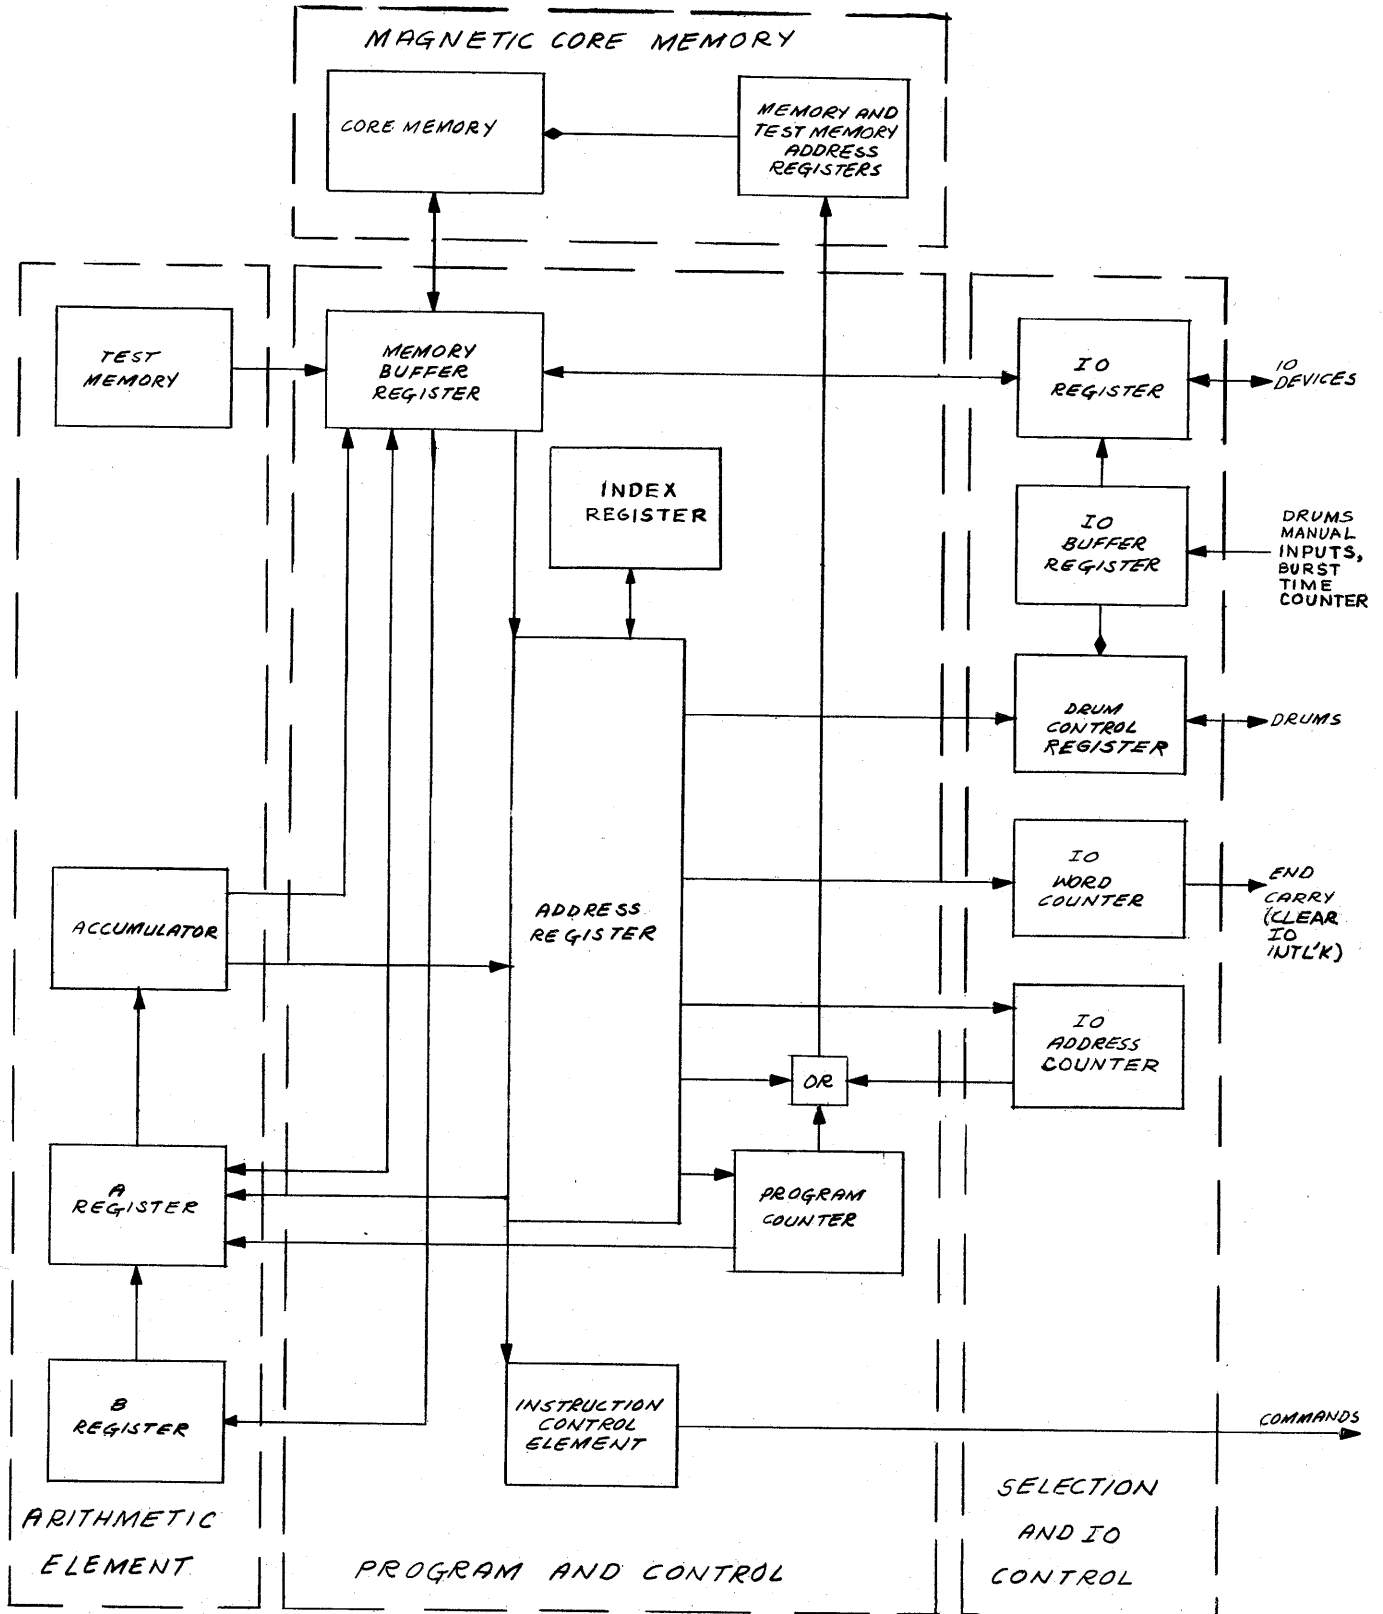 MAGNETIC CORE MEMORY
CORE MEMORY
MEMORY AND
TEST MEMORY
ADDRESS
REGISTERS
TEST
MEMORY
MEMORY
BUFFER
REGISTER
IO
REGISTER
IO
DEVICES
INDEX
REGISTER
IO
BUFFER
REGISTER
DRUMS
MANUAL
INPUTS,
BURST
TIME
COUNTER
DRUM
CONTROL
REGISTER
DRUMS
ACCUMULATOR
ADDRESS
REGISTER
IO
WORD
COUNTER
END
CARRY
(CLEAR
IO
INTL'K)
IO
ADDRESS
COUNTER
OR
A
REGISTER
PROGRAM
COUNTER
B
REGISTER
INSTRUCTION
CONTROL
ELEMENT
COMMANDS
ARITHMETIC
ELEMENT
PROGRAM AND CONTROL
SELECTION
AND IO
CONTROL